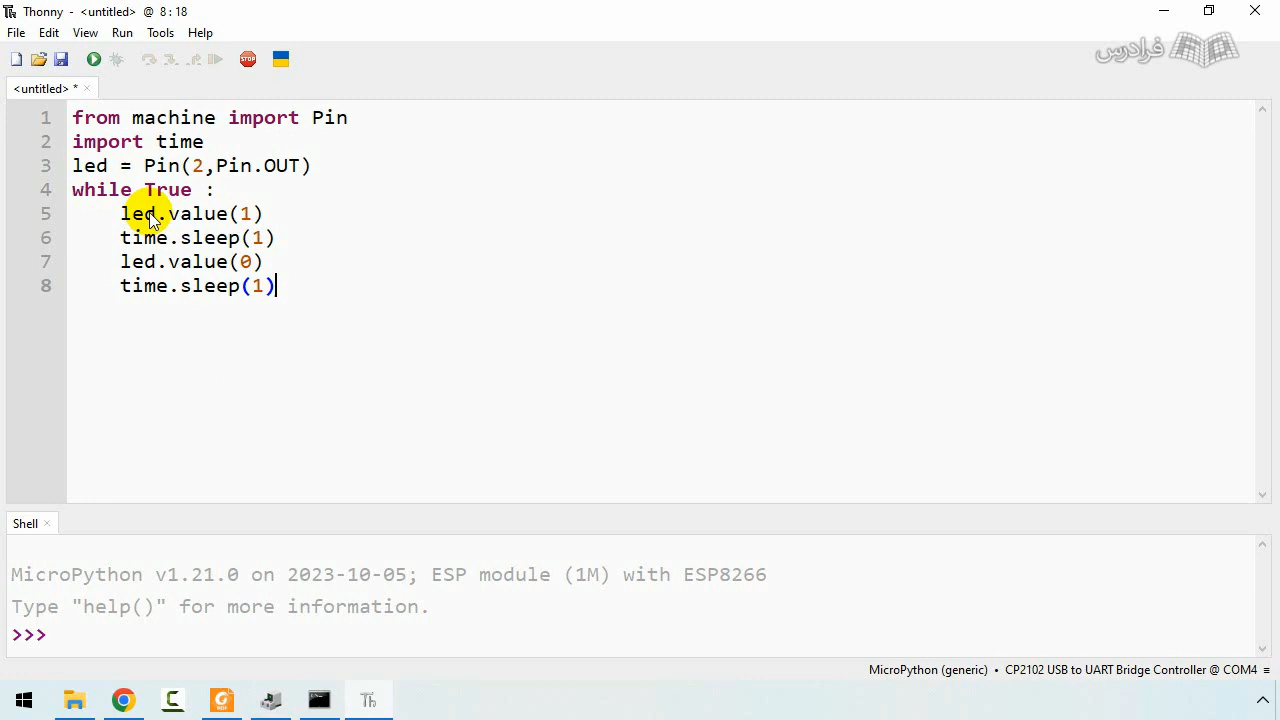 Thonny - <untitled> @ 8:18
File Edit View Run Tools Help
STOP
فرادرس
<untitled> *
1 from machine import Pin
2 import time
3 led = Pin(2,Pin.OUT)
4 while True :
5 led.value(1)
6 time.sleep(1)
7 led.value(0)
8 time.sleep(1)
Shell
MicroPython v1.21.0 on 2023-10-05; ESP module (1M) with ESP8266
Type "help()" for more information.
>>>
MicroPython (generic) • CP2102 USB to UART Bridge Controller @ COM4 ≡